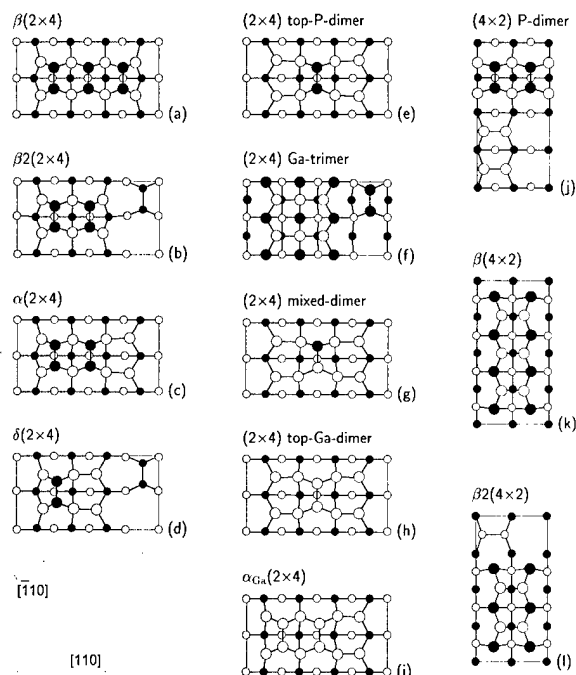 β(2×4)
(a)
β2(2×4)
(b)
α(2×4)
(c)
δ(2×4)
(d)
[1̄10]
[110]
(2×4) top-P-dimer
(e)
(2×4) Ga-trimer
(f)
(2×4) mixed-dimer
(g)
(2×4) top-Ga-dimer
(h)
α_Ga(2×4)
(i)
(4×2) P-dimer
(j)
β(4×2)
(k)
β2(4×2)
(l)